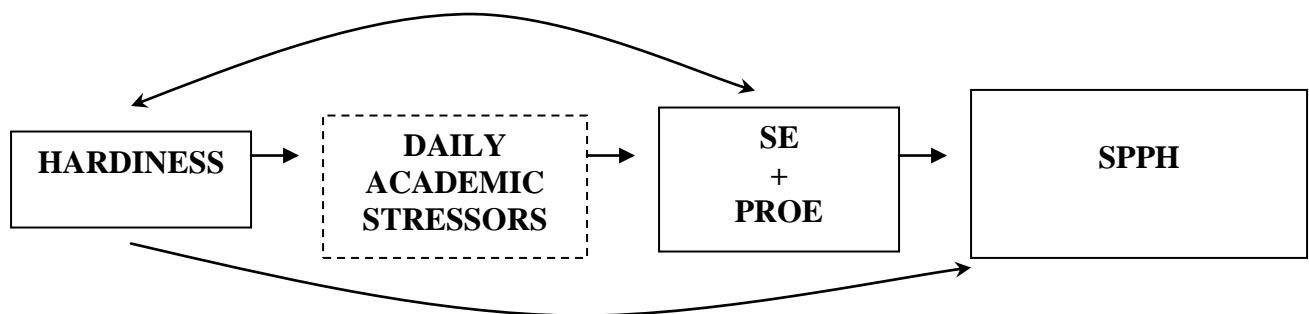 HARDINESS
DAILY
ACADEMIC
STRESSORS
SE
+
PROE
SPPH